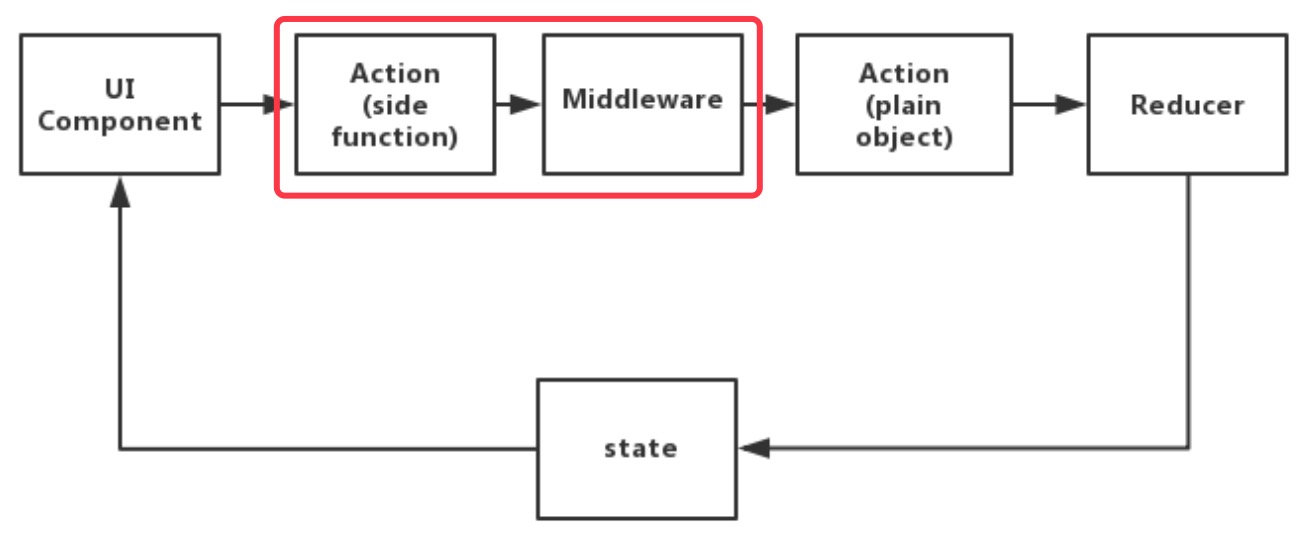 UI
Component
Action
(side
function)
Middleware
Action
(plain
object)
Reducer
state